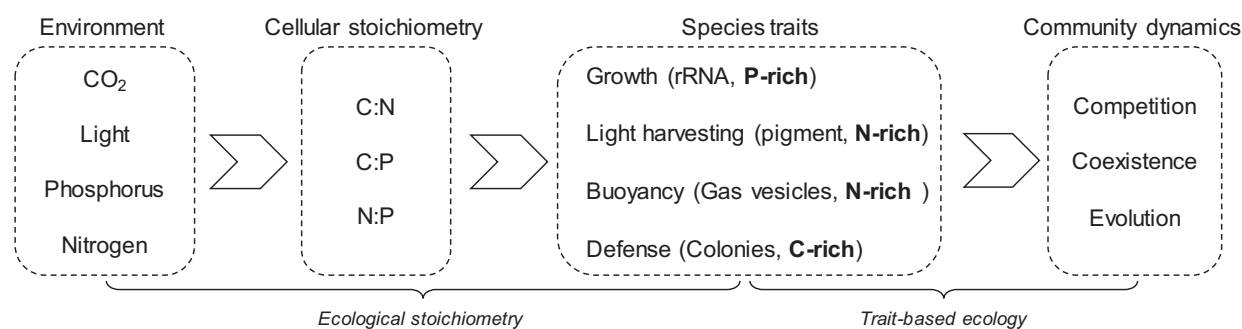 Environment
CO₂
Light
Phosphorus
Nitrogen
Cellular stoichiometry
C:N
C:P
N:P
Species traits
Growth (rRNA, P-rich)
Light harvesting (pigment, N-rich)
Buoyancy (Gas vesicles, N-rich )
Defense (Colonies, C-rich)
Community dynamics
Competition
Coexistence
Evolution
Ecological stoichiometry
Trait-based ecology